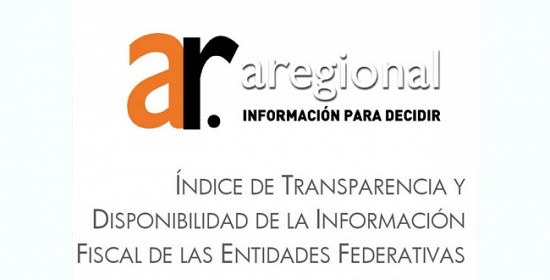 ar.
aregional
INFORMACIÓN PARA DECIDIR
ÍNDICE DE TRANSPARENCIA Y
DISPONIBILIDAD DE LA INFORMACIÓN
FISCAL DE LAS ENTIDADES FEDERATIVAS